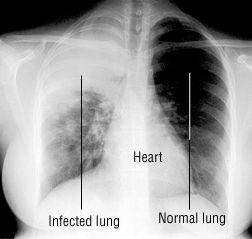 Heart
Infected lung
Normal lung